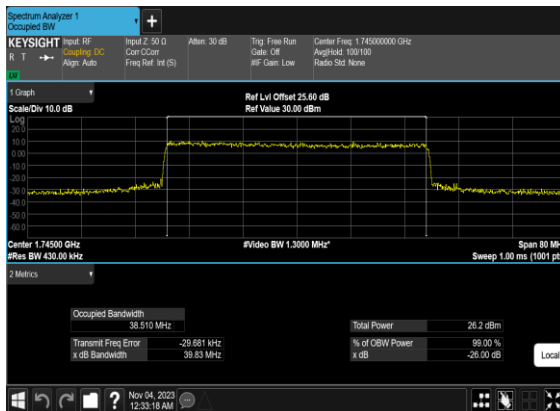 Spectrum Analyzer 1
Occupied BW
+
KEYSIGHT
R T
Input: RF
Coupling: DC
Align: Auto
Input Z: 50 Ω
Corr CCorr
Freq Ref: Int (S)
Atten: 30 dB
Trig: Free Run
Gate: Off
#IF Gain: Low
Center Freq: 1.745000000 GHz
Avg|Hold: 100/100
Radio Std: None
1 Graph
Scale/Div 10.0 dB
Ref Lvl Offset 25.60 dB
Ref Value 30.00 dBm
Log
20.0
10.0
0.00
-10.0
-20.0
-30.0
-40.0
-50.0
-60.0
Center 1.74500 GHz
#Res BW 430.00 kHz
#Video BW 1.3000 MHz*
Span 80 MH
Sweep 1.00 ms (1001 pts
2 Metrics
Occupied Bandwidth
38.510 MHz
Transmit Freq Error -29.681 kHz
x dB Bandwidth 39.83 MHz
Total Power 26.2 dBm
% of OBW Power 99.00 %
x dB -26.00 dB
Local
?
Nov 04, 2023
12:33:18 AM